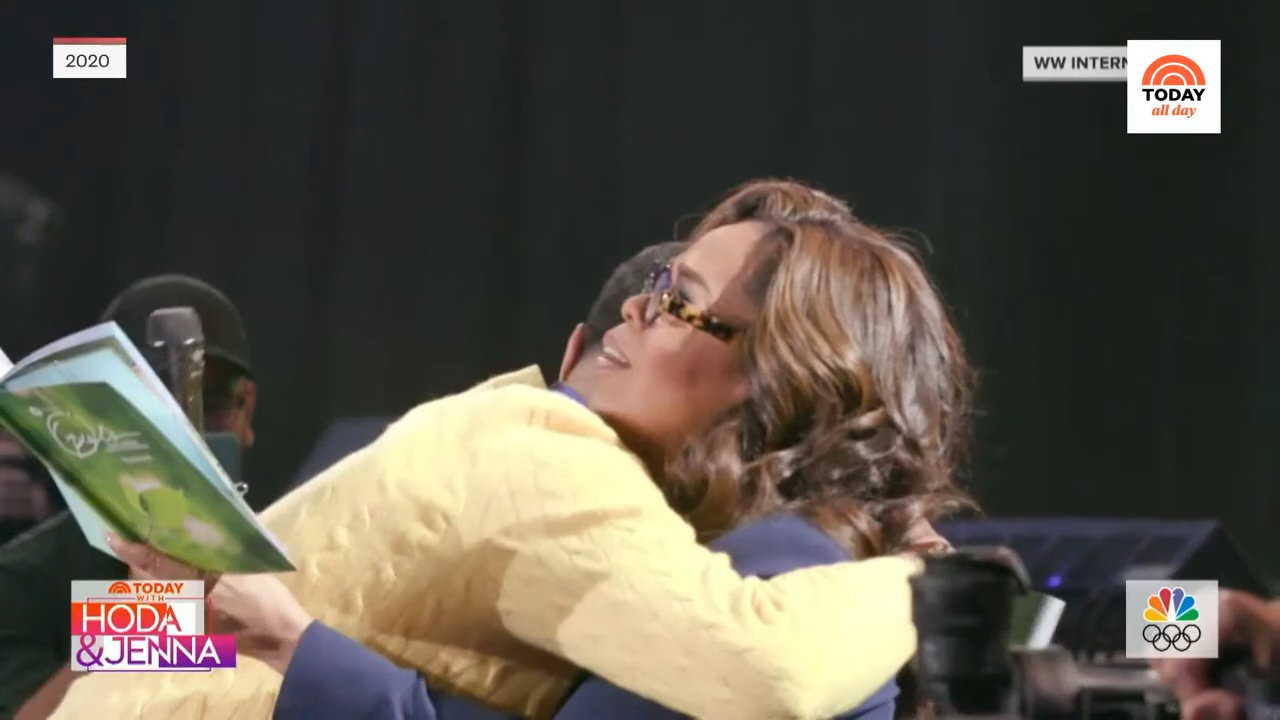 2020
WW INTERN
TODAY
all day
TODAY
WITH
HODA
&JENNA